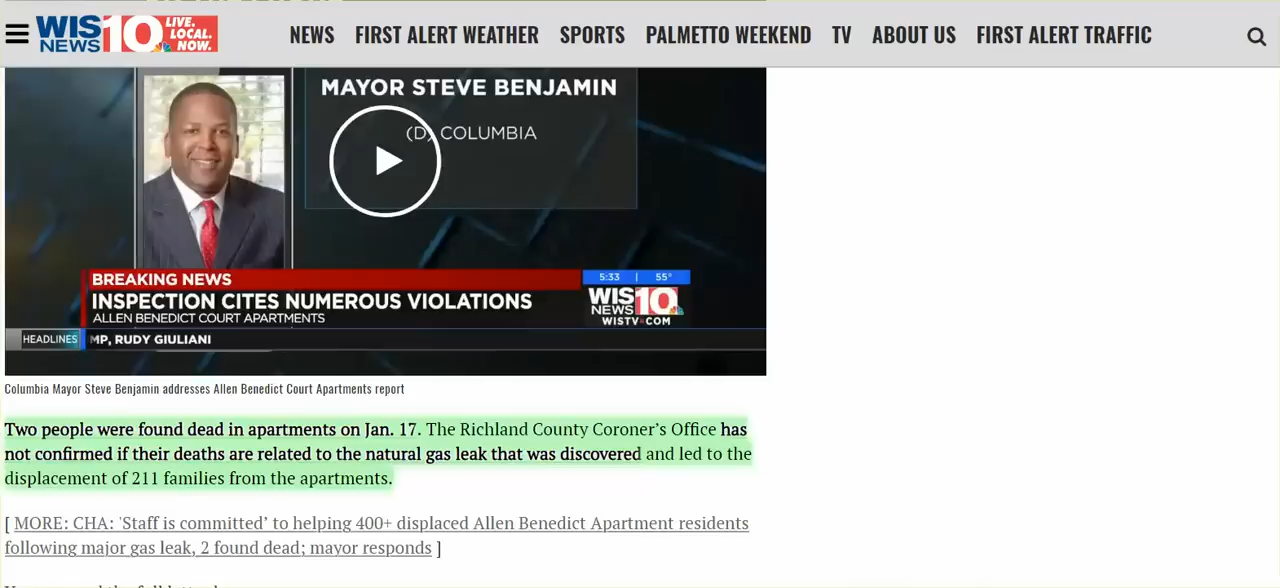 WIS NEWS 10 LIVE. LOCAL. NOW.
NEWS FIRST ALERT WEATHER SPORTS PALMETTO WEEKEND TV ABOUT US FIRST ALERT TRAFFIC
MAYOR STEVE BENJAMIN
(D) COLUMBIA
BREAKING NEWS
INSPECTION CITES NUMEROUS VIOLATIONS
ALLEN BENEDICT COURT APARTMENTS
5:33 | 55°
WIS NEWS 10
WISTV.COM
HEADLINES MP, RUDY GIULIANI
Columbia Mayor Steve Benjamin addresses Allen Benedict Court Apartments report
Two people were found dead in apartments on Jan. 17. The Richland County Coroner’s Office has
not confirmed if their deaths are related to the natural gas leak that was discovered and led to the
displacement of 211 families from the apartments.
[ MORE: CHA: 'Staff is committed’ to helping 400+ displaced Allen Benedict Apartment residents
following major gas leak, 2 found dead; mayor responds ]